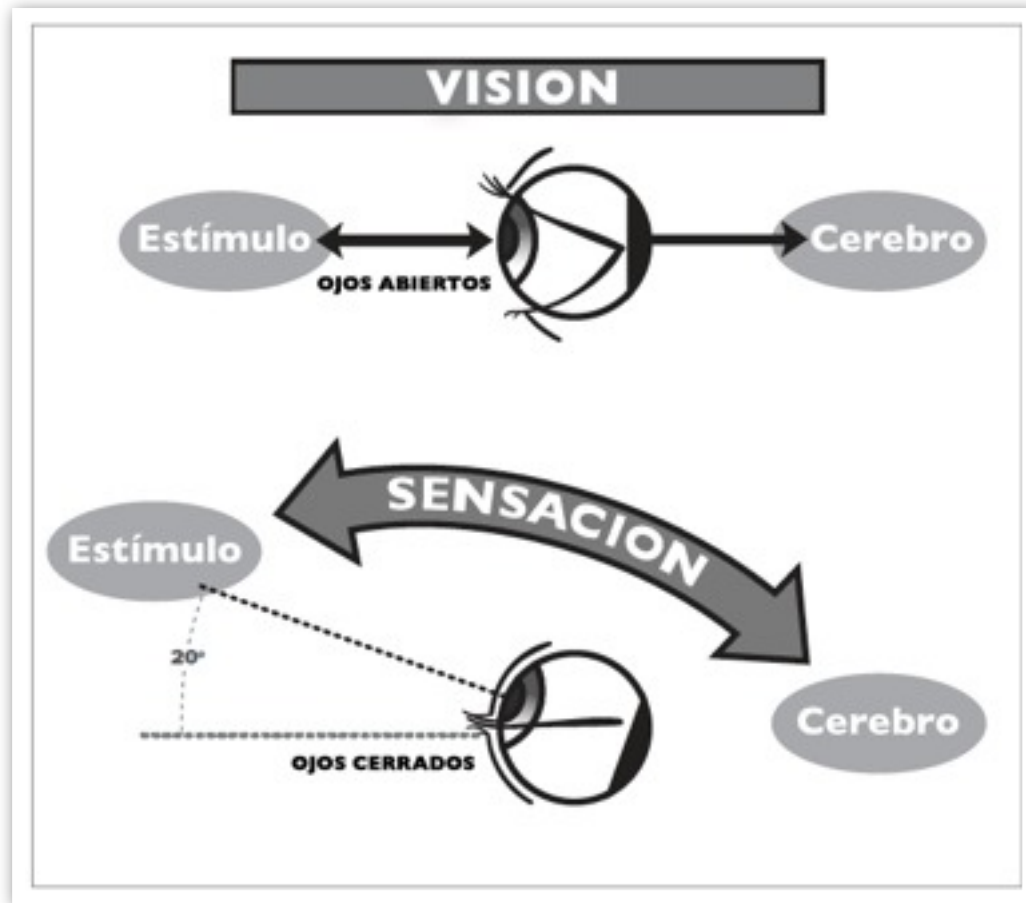 VISION
Estímulo
Cerebro
OJOS ABIERTOS
SENSACION
Estímulo
20º
Cerebro
OJOS CERRADOS